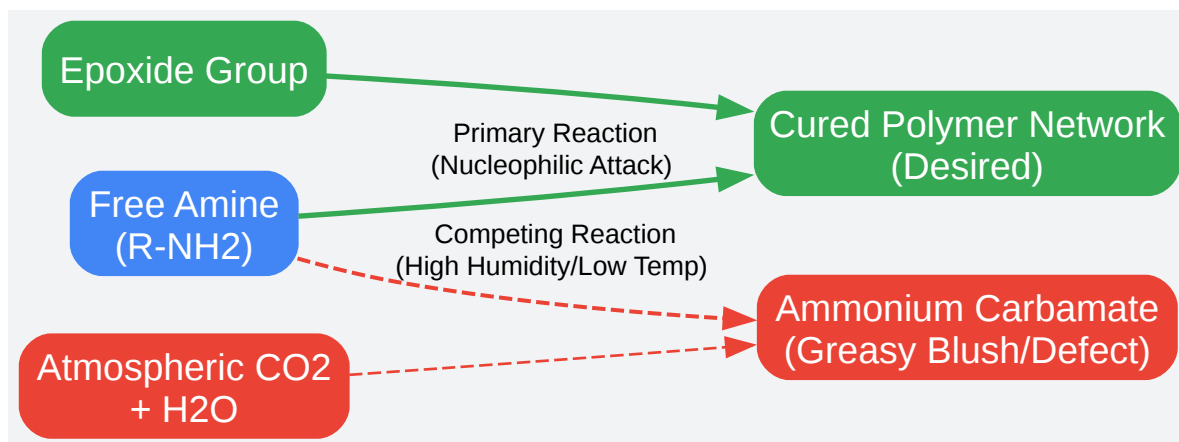 Epoxide Group
Cured Polymer Network
(Desired)
Primary Reaction
(Nucleophilic Attack)
Free Amine
(R-NH2)
Competing Reaction
(High Humidity/Low Temp)
Ammonium Carbamate
(Greasy Blush/Defect)
Atmospheric CO2
+ H2O